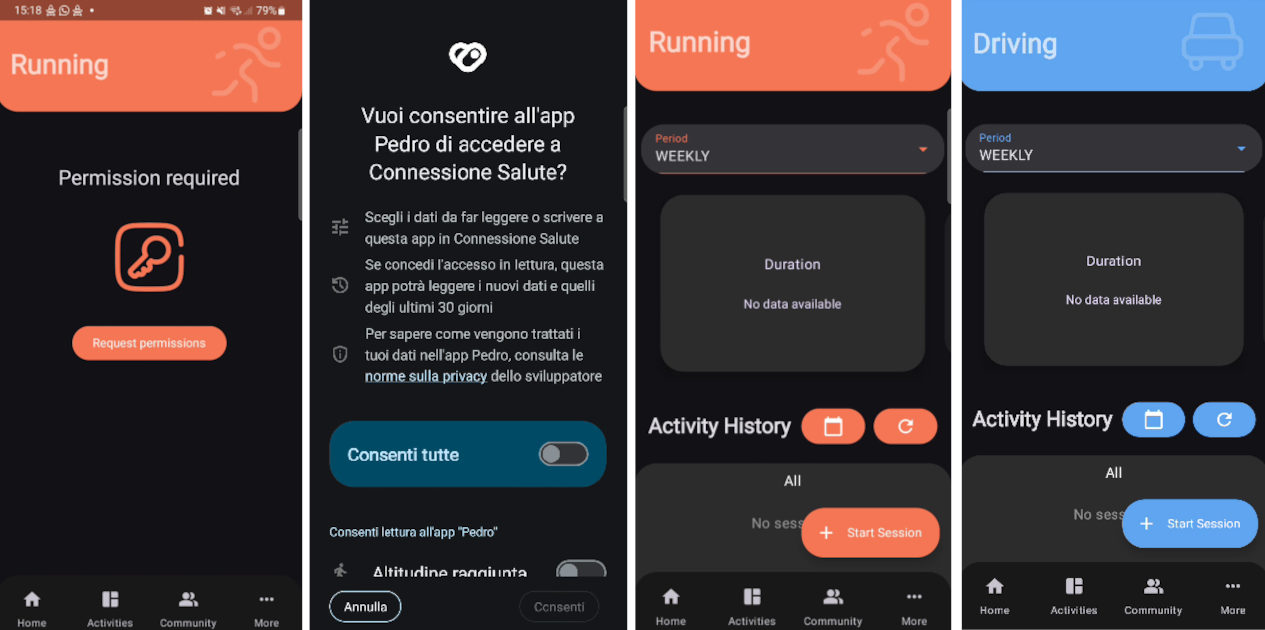 15:18
79%
Running
Permission required
Request permissions
Home Activities Community More
Vuoi consentire all'app
Pedro di accedere a
Connessione Salute?
Scegli i dati da far leggere o scrivere a
questa app in Connessione Salute
Se concedi l'accesso in lettura, questa
app potrà leggere i nuovi dati e quelli
degli ultimi 30 giorni
Per sapere come vengono trattati i
tuoi dati nell'app Pedro, consulta le
norme sulla privacy dello sviluppatore
Consenti tutte
Consenti lettura all'app "Pedro"
Altitudine raggiunta
Annulla
Consenti
Running
Period
WEEKLY
Duration
No data available
Activity History
All
No sess
+ Start Session
Home Activities Community More
Driving
Period
WEEKLY
Duration
No data available
Activity History
All
No sess
+ Start Session
Home Activities Community More